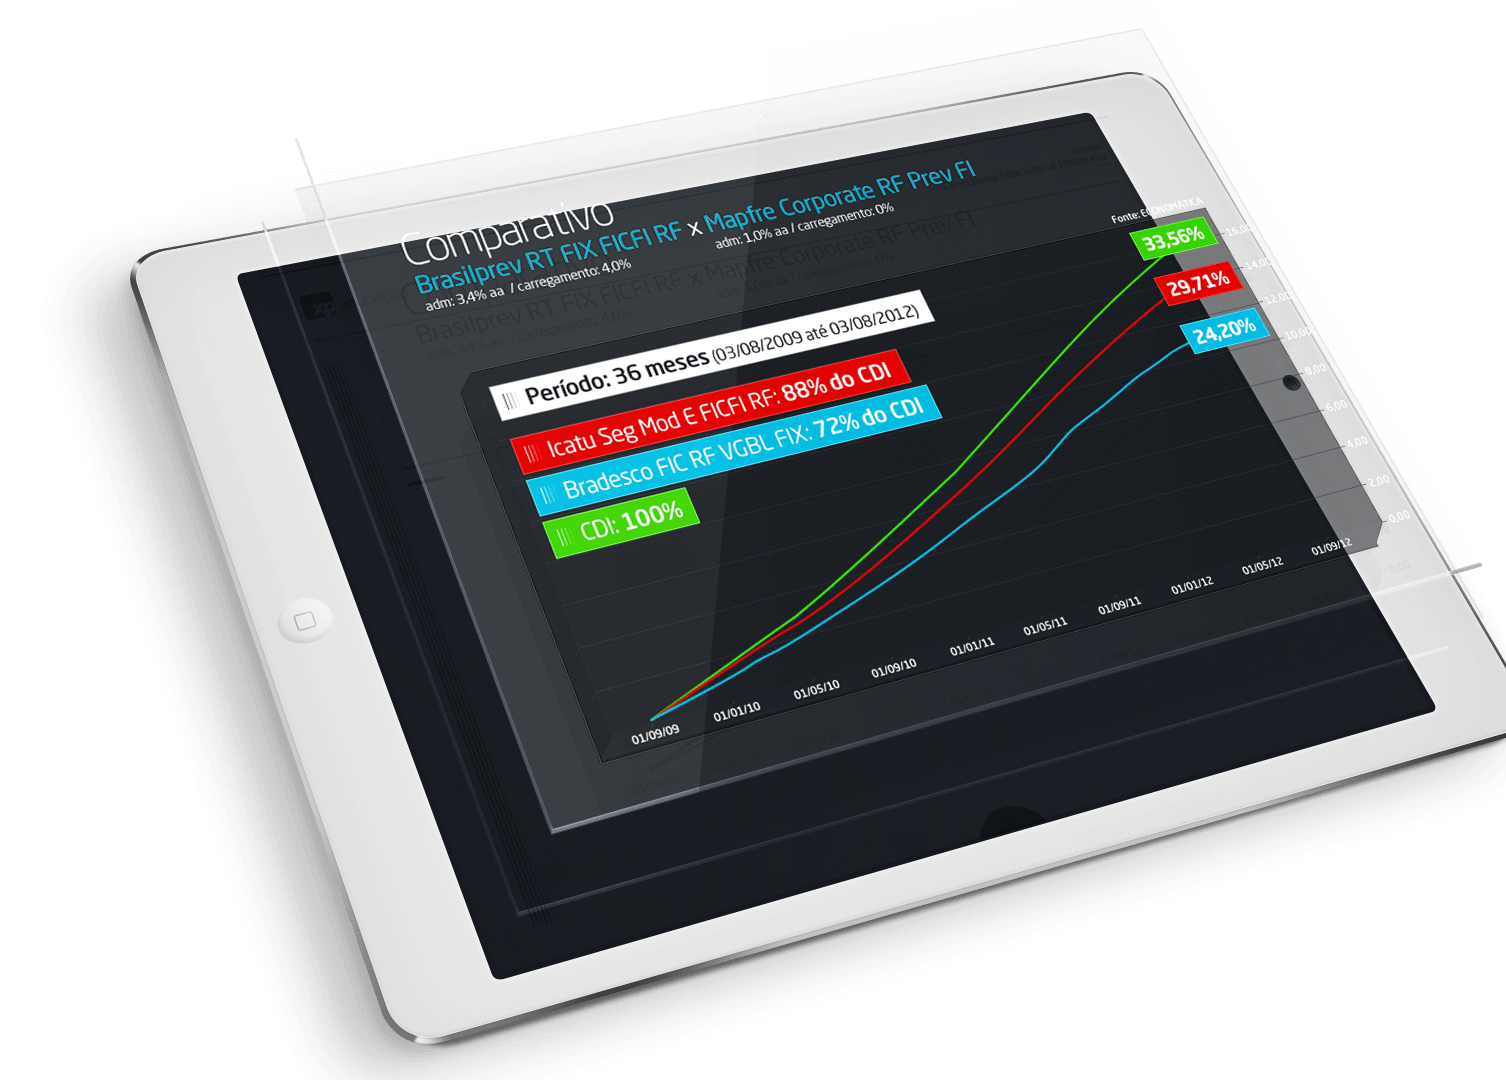 Comparativo
Brasilprev RT FIX FICFI RF x Mapfre Corporate RF Prev FI
adm: 3,4% aa / carregamento: 4,0%
adm: 1,0% aa / carregamento: 0%
Fonte: ECONOMÁTICA
Período: 36 meses (03/08/2009 até 03/08/2012)
Icatu Seg Mod E FICFI RF: 88% do CDI
Bradesco FIC RF VGBL FIX: 72% do CDI
CDI: 100%
33,56%
29,71%
24,20%
16,00
14,00
12,00
10,00
8,00
6,00
4,00
2,00
0,00
01/09/09
01/01/10
01/05/10
01/09/10
01/01/11
01/05/11
01/09/11
01/01/12
01/05/12
01/09/12